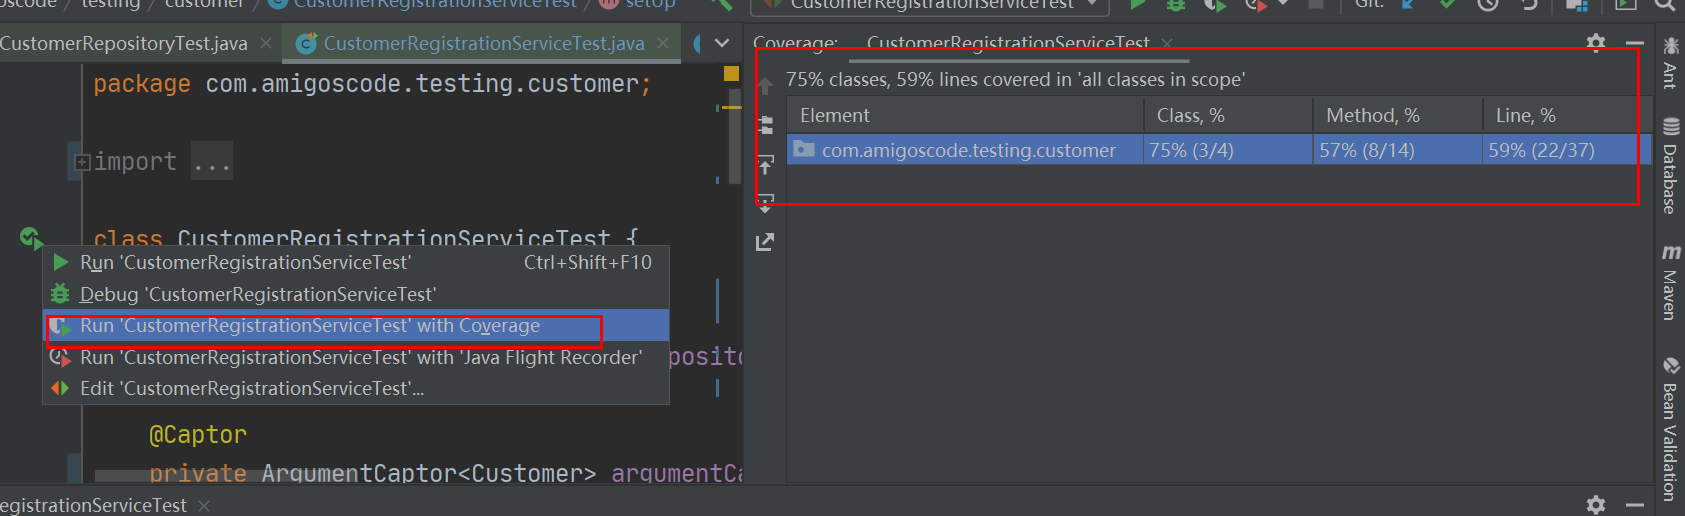 oscode testing customer CustomerRegistrationServiceTest setup
CustomerRegistrationServiceTest
Git:
CustomerRepositoryTest.java
CustomerRegistrationServiceTest.java
Coverage: CustomerRegistrationServiceTest
package com.amigoscode.testing.customer;
import ...
class CustomerRegistrationServiceTest {
Run 'CustomerRegistrationServiceTest' Ctrl+Shift+F10
Debug 'CustomerRegistrationServiceTest'
Run 'CustomerRegistrationServiceTest' with Coverage
Run 'CustomerRegistrationServiceTest' with 'Java Flight Recorder'
Edit 'CustomerRegistrationServiceTest'...
posito
@Captor
private ArgumentCaptor<Customer> argumentCa
egistrationServiceTest
75% classes, 59% lines covered in 'all classes in scope'
Element Class, % Method, % Line, %
com.amigoscode.testing.customer 75% (3/4) 57% (8/14) 59% (22/37)
Ant
Database
m Maven
Bean Validation